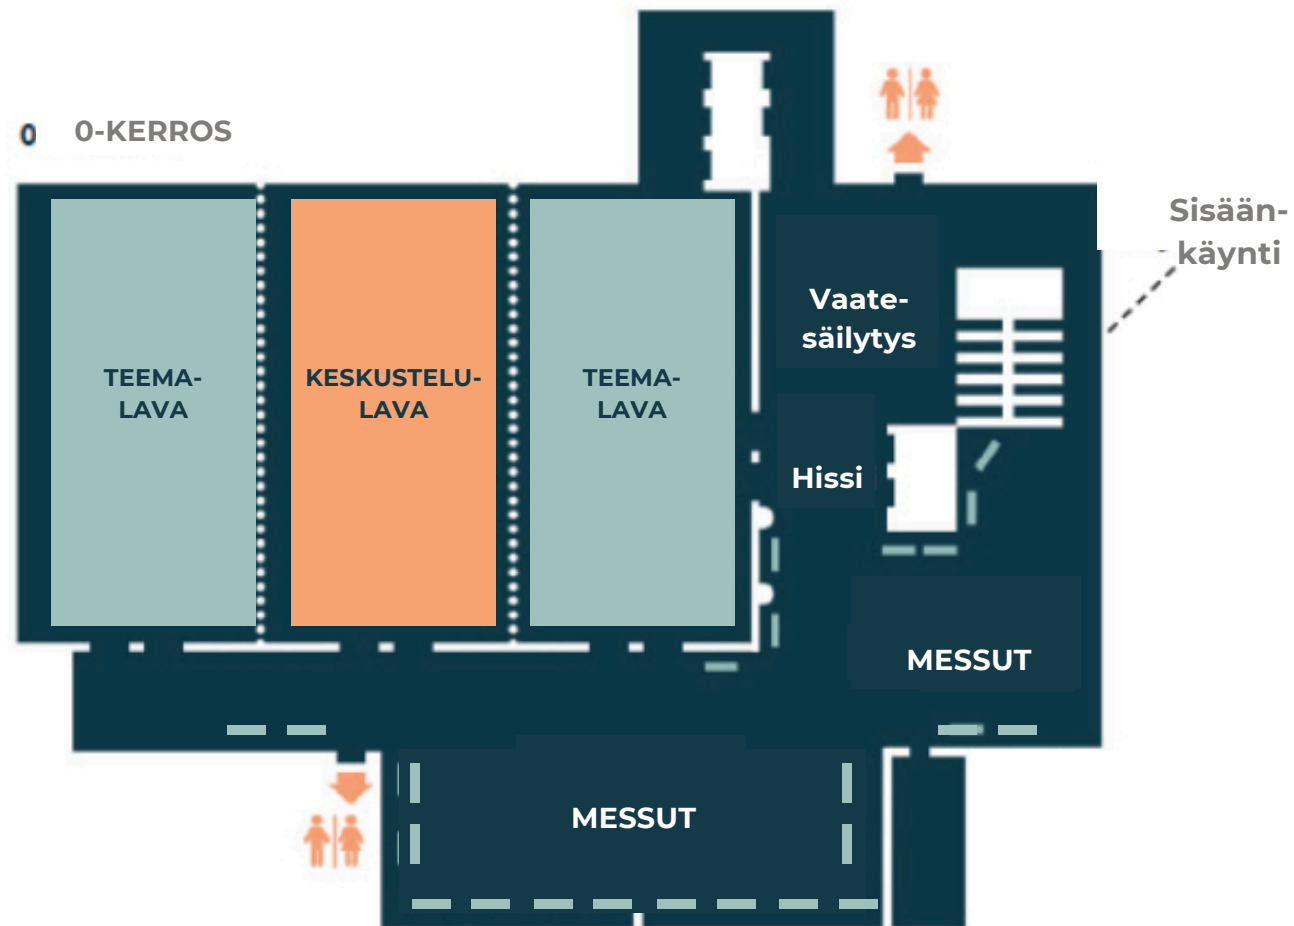 0 0-KERROS
Sisään-
käynti
Vaate-
säilytys
TEEMA-
LAVA
KESKUSTELU-
LAVA
TEEMA-
LAVA
Hissi
MESSUT
MESSUT